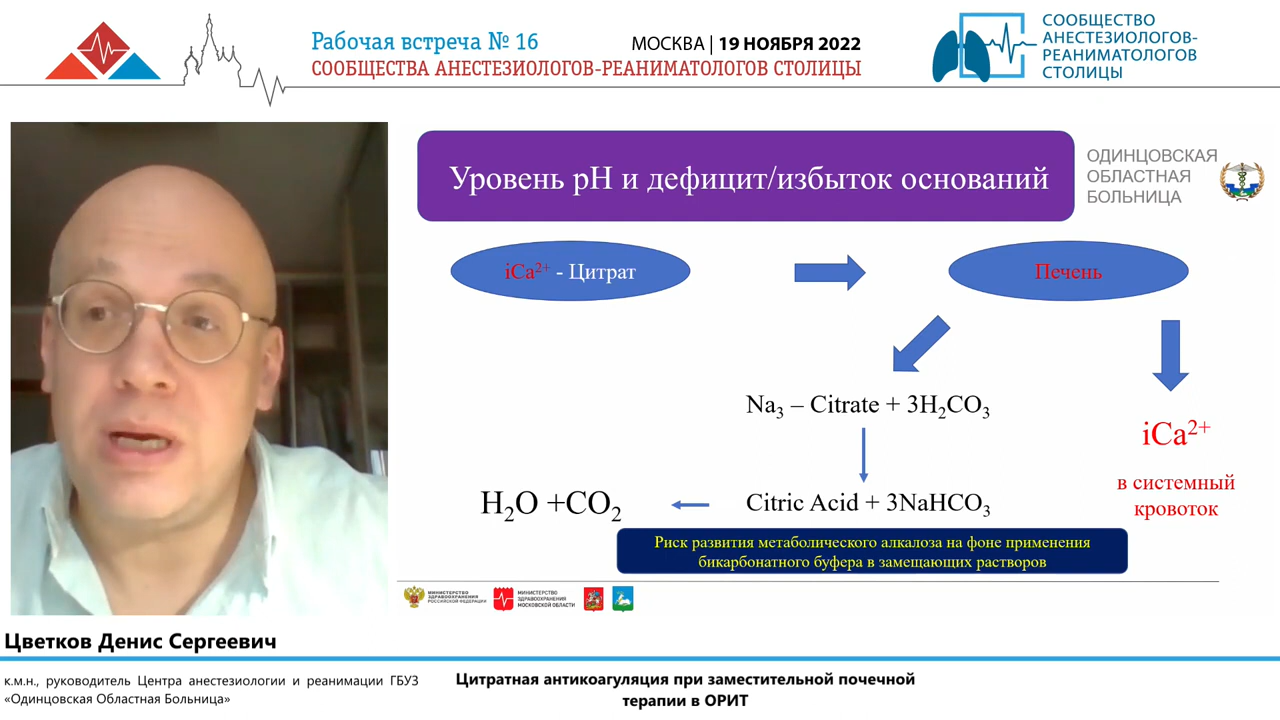 Рабочая встреча № 16
МОСКВА | 19 НОЯБРЯ 2022
СООБЩЕСТВА АНЕСТЕЗИОЛОГОВ-РЕАНИМАТОЛОГОВ СТОЛИЦЫ
СООБЩЕСТВО
АНЕСТЕЗИОЛОГОВ-
РЕАНИМАТОЛОГОВ
СТОЛИЦЫ
Уровень pH и дефицит/избыток оснований
ОДИНЦОВСКАЯ
ОБЛАСТНАЯ
БОЛЬНИЦА
iCa²⁺ - Цитрат
Печень
Na₃ – Citrate + 3H₂CO₃
iCa²⁺
в системный
кровоток
H₂O +CO₂
Citric Acid + 3NaHCO₃
Риск развития метаболического алкалоза на фоне применения
бикарбонатного буфера в замещающих растворов
МИНИСТЕРСТВО
ЗДРАВООХРАНЕНИЯ
РОССИЙСКОЙ ФЕДЕРАЦИИ
МИНИСТЕРСТВО
ЗДРАВООХРАНЕНИЯ
МОСКОВСКОЙ ОБЛАСТИ
Цветков Денис Сергеевич
к.м.н., руководитель Центра анестезиологии и реанимации ГБУЗ
«Одинцовская Областная Больница»
Цитратная антикоагуляция при заместительной почечной
терапии в ОРИТ